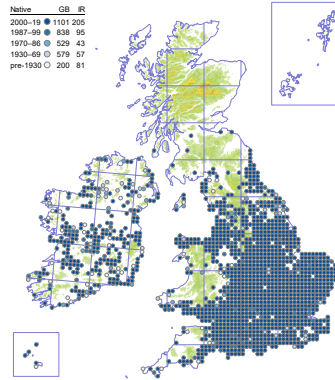 Native GB IR
2000–19 1101 205
1987–99 838 95
1970–86 529 43
1930–69 579 57
pre-1930 200 81